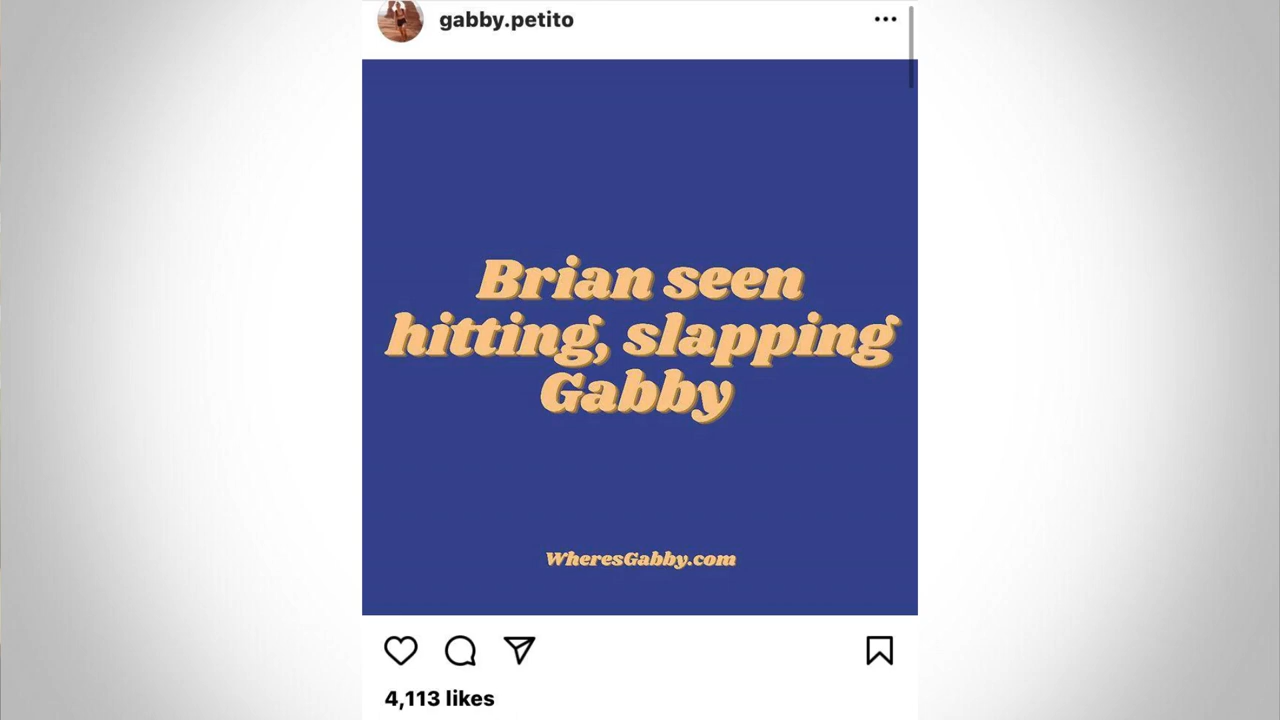 gabby.petito
Brian seen
hitting, slapping
Gabby
WheresGabby.com
4,113 likes